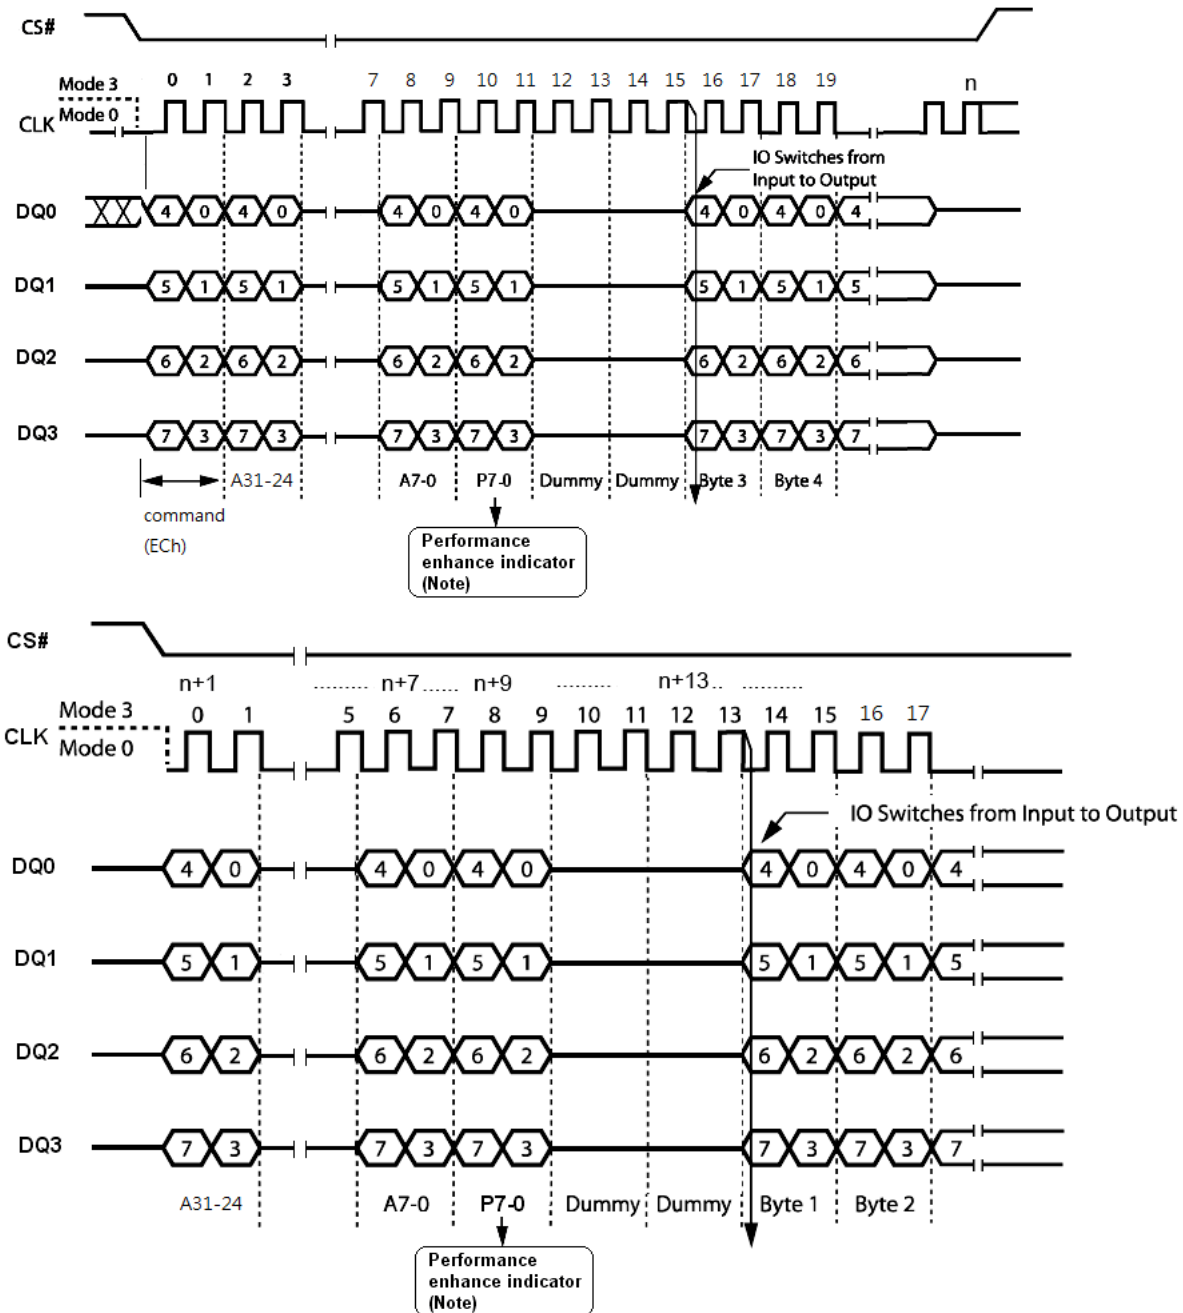 CS#
Mode 3
0 1 2 3 7 8 9 10 11 12 13 14 15 16 17 18 19 n
Mode 0
CLK
IO Switches from
Input to Output
DQ0 4 0 4 0 4 0 4 0 4 0 4 0 4
DQ1 5 1 5 1 5 1 5 1 5 1 5 1 5
DQ2 6 2 6 2 6 2 6 2 6 2 6 2 6
DQ3 7 3 7 3 7 3 7 3 7 3 7 3 7
A31-24 A7-0 P7-0 Dummy Dummy Byte 3 Byte 4
command
(ECh)
Performance
enhance indicator
(Note)
CS#
n+1 ......... n+7 ...... n+9 ......... n+13.. ...............
Mode 3 0 1 5 6 7 8 9 10 11 12 13 14 15 16 17
CLK
Mode 0
IO Switches from Input to Output
DQ0 4 0 4 0 4 0 4 0 4 0 4
DQ1 5 1 5 1 5 1 5 1 5 1 5
DQ2 6 2 6 2 6 2 6 2 6 2 6
DQ3 7 3 7 3 7 3 7 3 7 3 7
A31-24 A7-0 P7-0 Dummy Dummy Byte 1 Byte 2
Performance
enhance indicator
(Note)